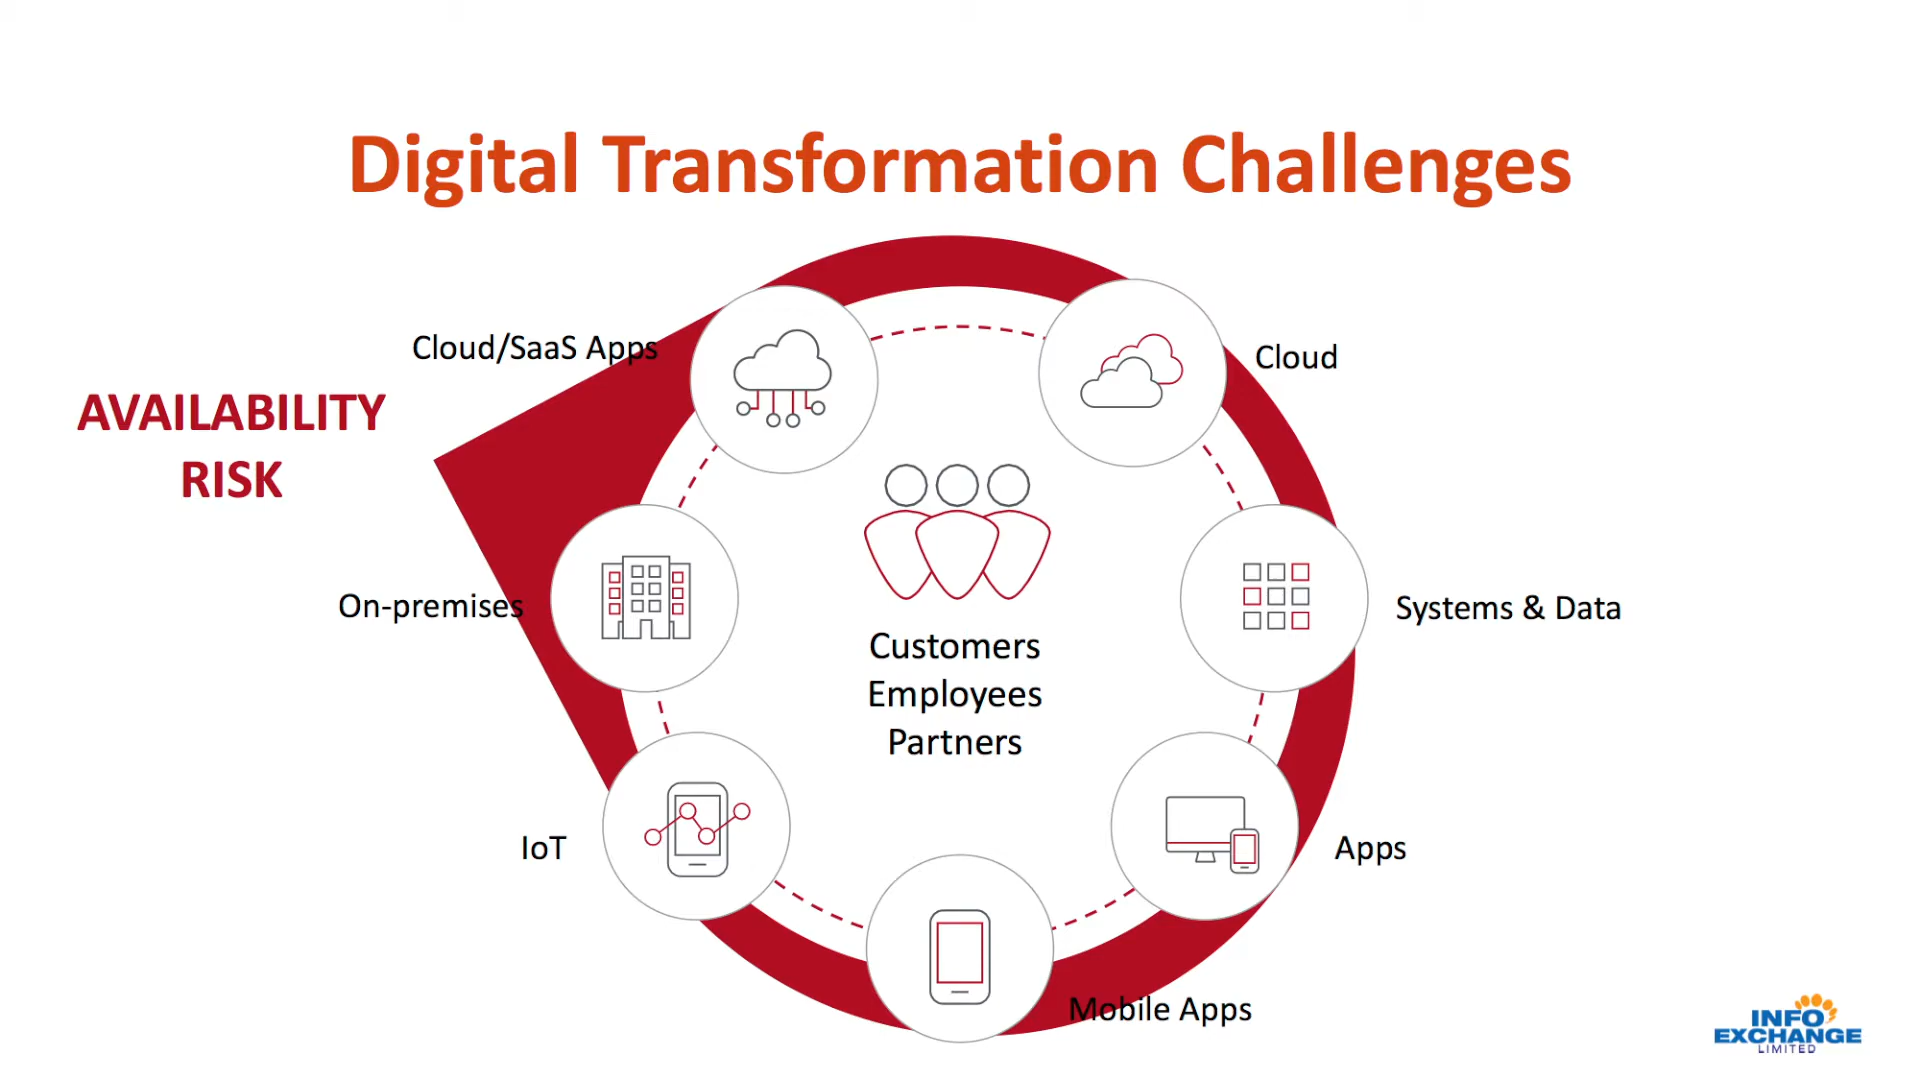 Digital Transformation Challenges
Cloud/SaaS Apps
Cloud
AVAILABILITY
RISK
On-premises
Systems & Data
Customers
Employees
Partners
IoT
Apps
Mobile Apps
INFO
EXCHANGE
LIMITED